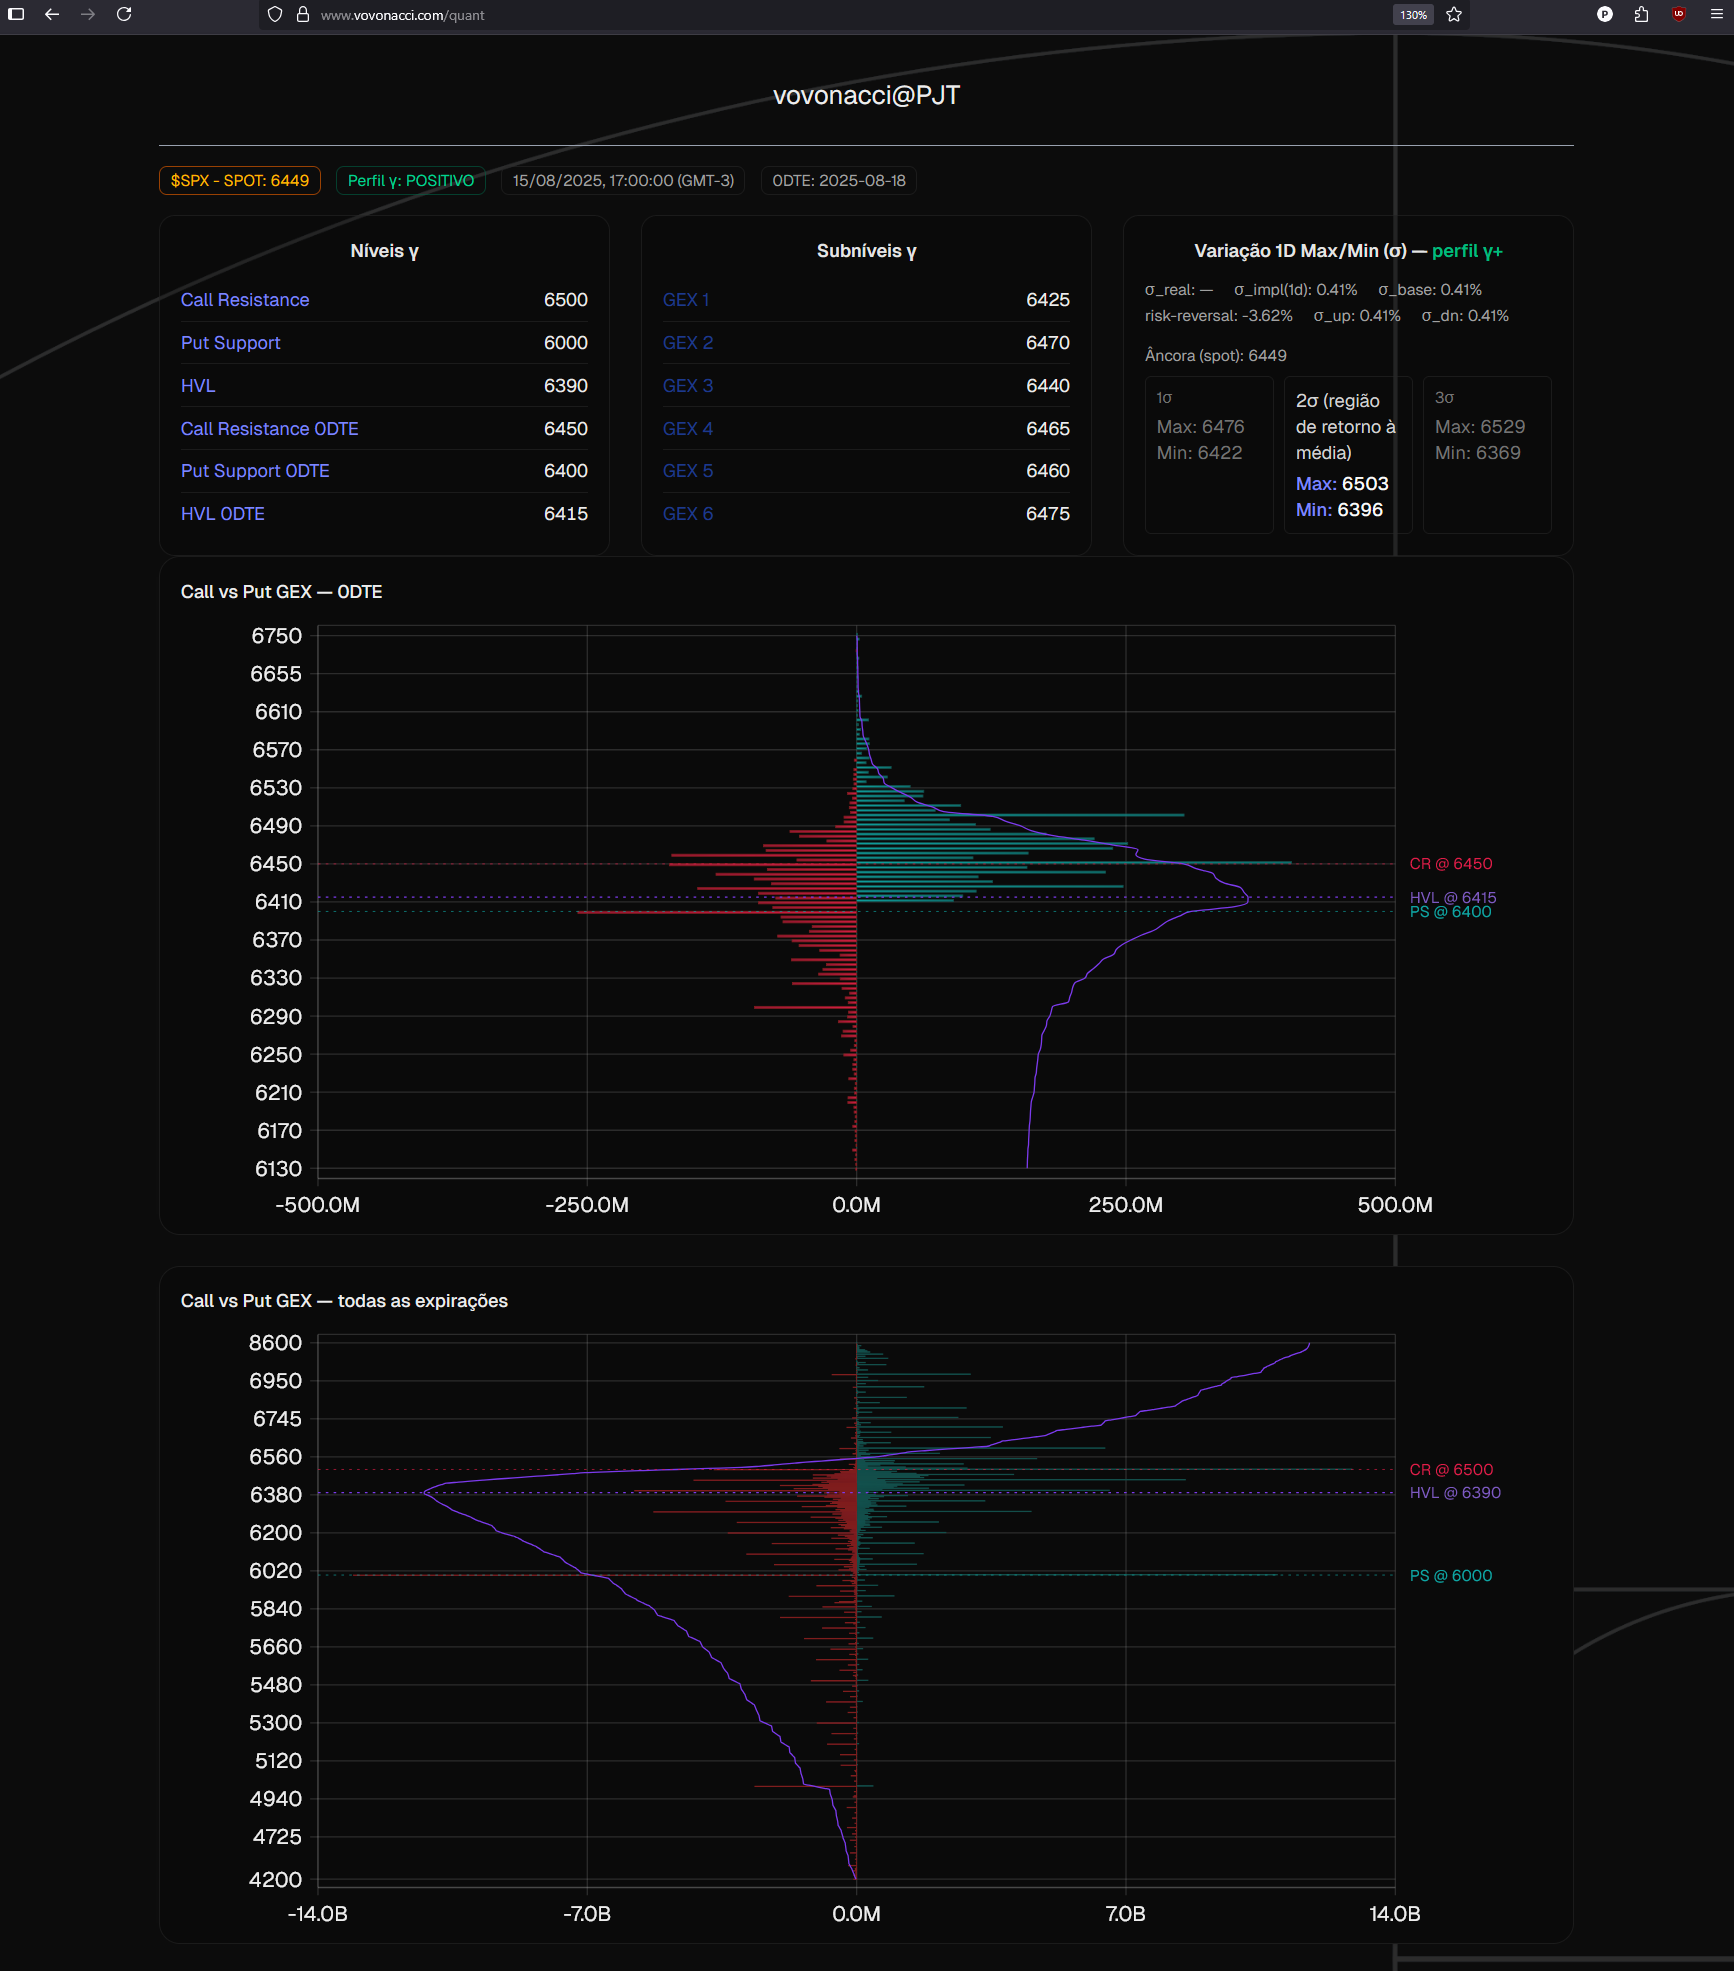 www.vovonacci.com/quant
130%
P
UD
vovonacci@PJT
$SPX - SPOT: 6449
Perfil γ: POSITIVO
15/08/2025, 17:00:00 (GMT-3)
0DTE: 2025-08-18
Níveis γ
Call Resistance 6500
Put Support 6000
HVL 6390
Call Resistance 0DTE 6450
Put Support 0DTE 6400
HVL 0DTE 6415
Subníveis γ
GEX 1 6425
GEX 2 6470
GEX 3 6440
GEX 4 6465
GEX 5 6460
GEX 6 6475
Variação 1D Max/Min (σ) — perfil γ+
σ_real: — σ_impl(1d): 0.41% σ_base: 0.41%
risk-reversal: -3.62% σ_up: 0.41% σ_dn: 0.41%
Âncora (spot): 6449
1σ
Max: 6476
Min: 6422
2σ (região
de retorno à
média)
Max: 6503
Min: 6396
3σ
Max: 6529
Min: 6369
Call vs Put GEX — 0DTE
6750
6655
6610
6570
6530
6490
6450
6410
6370
6330
6290
6250
6210
6170
6130
CR @ 6450
HVL @ 6415
PS @ 6400
-500.0M -250.0M 0.0M 250.0M 500.0M
Call vs Put GEX — todas as expirações
8600
6950
6745
6560
6380
6200
6020
5840
5660
5480
5300
5120
4940
4725
4200
CR @ 6500
HVL @ 6390
PS @ 6000
-14.0B -7.0B 0.0M 7.0B 14.0B